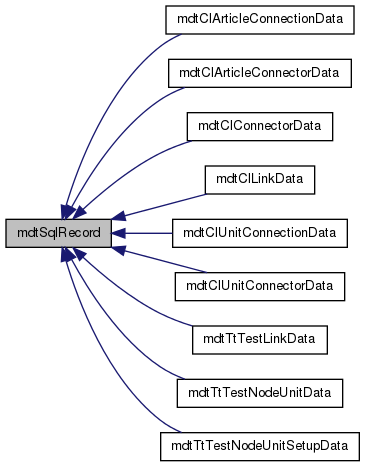 mdtClArticleConnectionData
mdtClArticleConnectorData
mdtClConnectorData
mdtClLinkData
mdtSqlRecord
mdtClUnitConnectionData
mdtClUnitConnectorData
mdtTtTestLinkData
mdtTtTestNodeUnitData
mdtTtTestNodeUnitSetupData